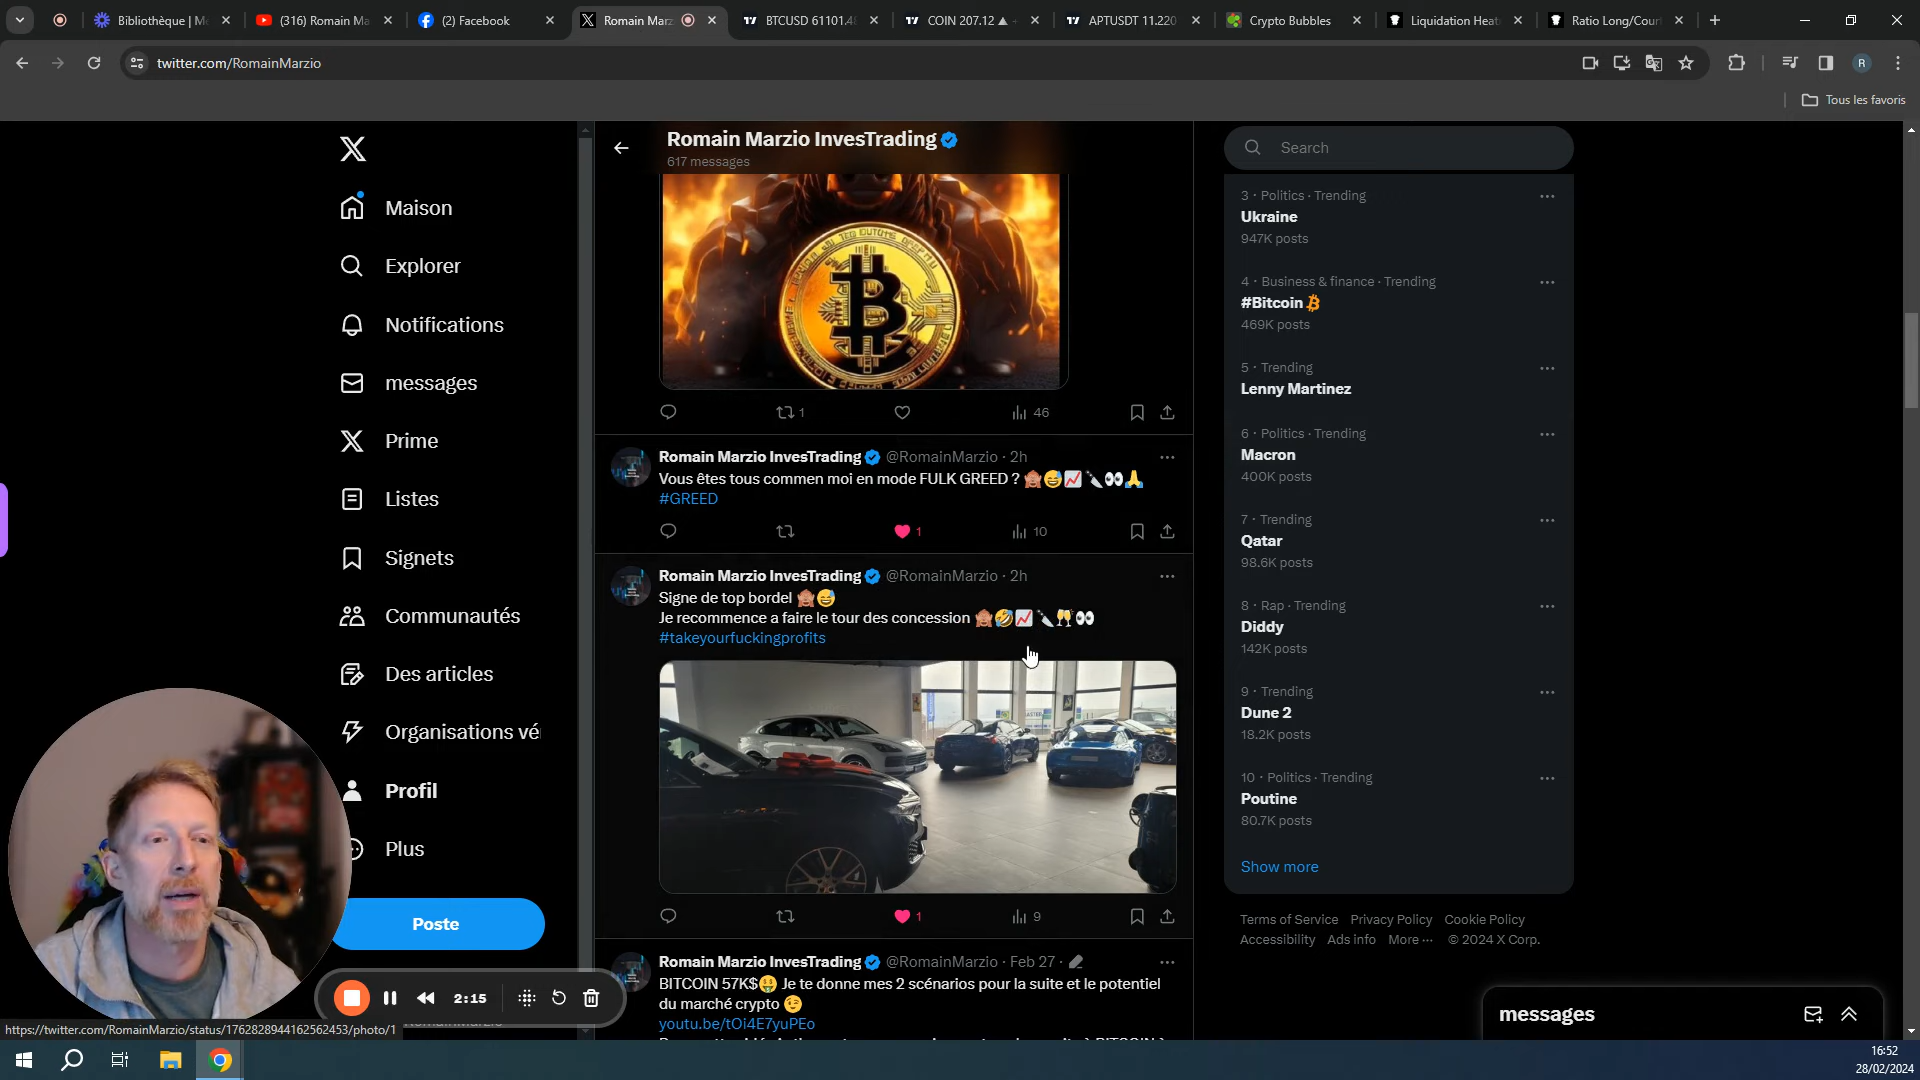 Bibliothèque | M
(316) Romain Ma
(2) Facebook
Romain Marz
BTCUSD 61101.4
COIN 207.12 ▲
APTUSDT 11.220
Crypto Bubbles
Liquidation Heat
Ratio Long/Cour
twitter.com/RomainMarzio
R
Tous les favoris
Maison
Explorer
Notifications
messages
Prime
Listes
Signets
Communautés
Des articles
Organisations vé
Profil
Plus
Poste
2:15
https://twitter.com/RomainMarzio/status/1762828944162562453/photo/1
Romain Marzio InvesTrading
617 messages
1
46
Romain Marzio InvesTrading @RomainMarzio · 2h
Vous êtes tous commen moi en mode FULK GREED ? 🙈😅📈🔪👀🙏
#GREED
1
10
Romain Marzio InvesTrading @RomainMarzio · 2h
Signe de top bordel 🙈😅
Je recommence a faire le tour des concession 🙈🤣📈🔪🥂👀
#takeyourfuckingprofits
1
9
Romain Marzio InvesTrading @RomainMarzio · Feb 27 ·
BITCOIN 57K$🤑 Je te donne mes 2 scénarios pour la suite et le potentiel
du marché crypto 😉
youtu.be/tOi4E7yuPEo
Search
3 · Politics · Trending
Ukraine
947K posts
4 · Business & finance · Trending
#Bitcoin
469K posts
5 · Trending
Lenny Martinez
6 · Politics · Trending
Macron
400K posts
7 · Trending
Qatar
98.6K posts
8 · Rap · Trending
Diddy
142K posts
9 · Trending
Dune 2
18.2K posts
10 · Politics · Trending
Poutine
80.7K posts
Show more
Terms of Service Privacy Policy Cookie Policy
Accessibility Ads info More ··· © 2024 X Corp.
messages
16:52
28/02/2024